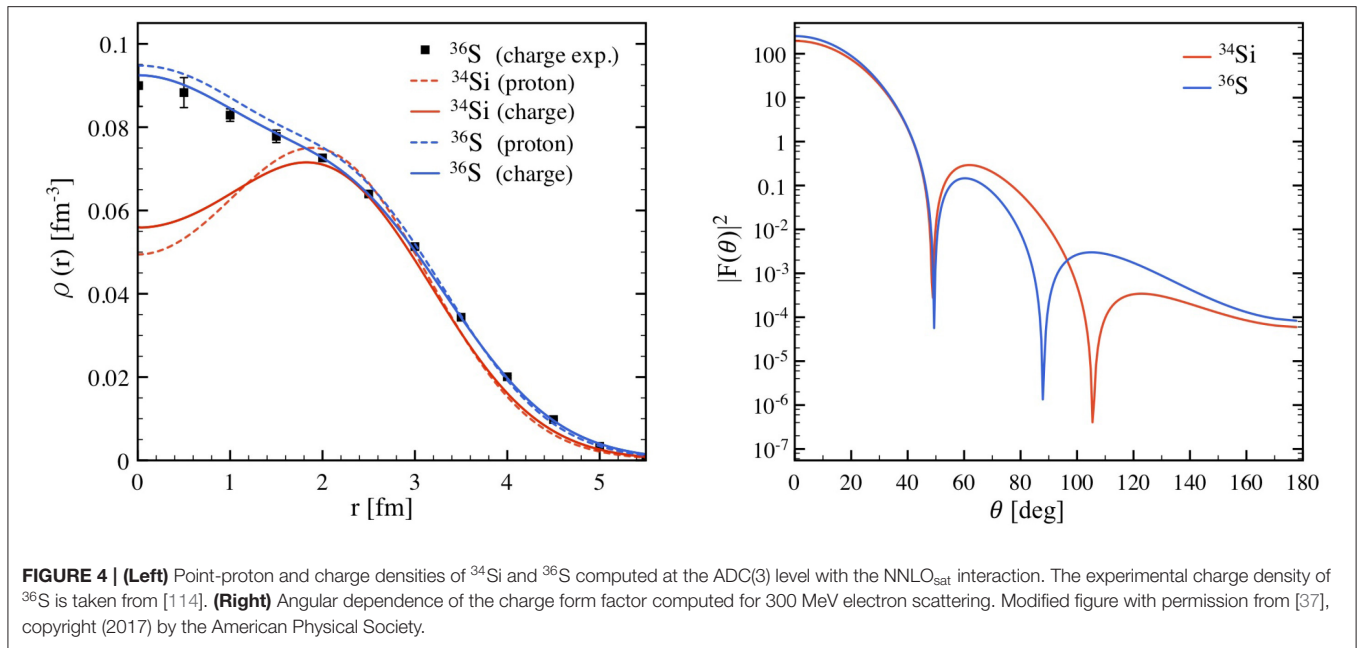 0.1
0.08
0.06
0.04
0.02
0
ρ (r) [fm⁻³]
0 1 2 3 4 5
r [fm]
³⁶S (charge exp.)
³⁴Si (proton)
³⁴Si (charge)
³⁶S (proton)
³⁶S (charge)
100
10
1
0.1
10⁻²
10⁻³
10⁻⁴
10⁻⁵
10⁻⁶
10⁻⁷
|F(θ)|²
0 20 40 60 80 100 120 140 160 180
θ [deg]
³⁴Si
³⁶S
FIGURE 4 | (Left) Point-proton and charge densities of ³⁴Si and ³⁶S computed at the ADC(3) level with the NNLOsat interaction. The experimental charge density of
³⁶S is taken from [114]. (Right) Angular dependence of the charge form factor computed for 300 MeV electron scattering. Modified figure with permission from [37],
copyright (2017) by the American Physical Society.